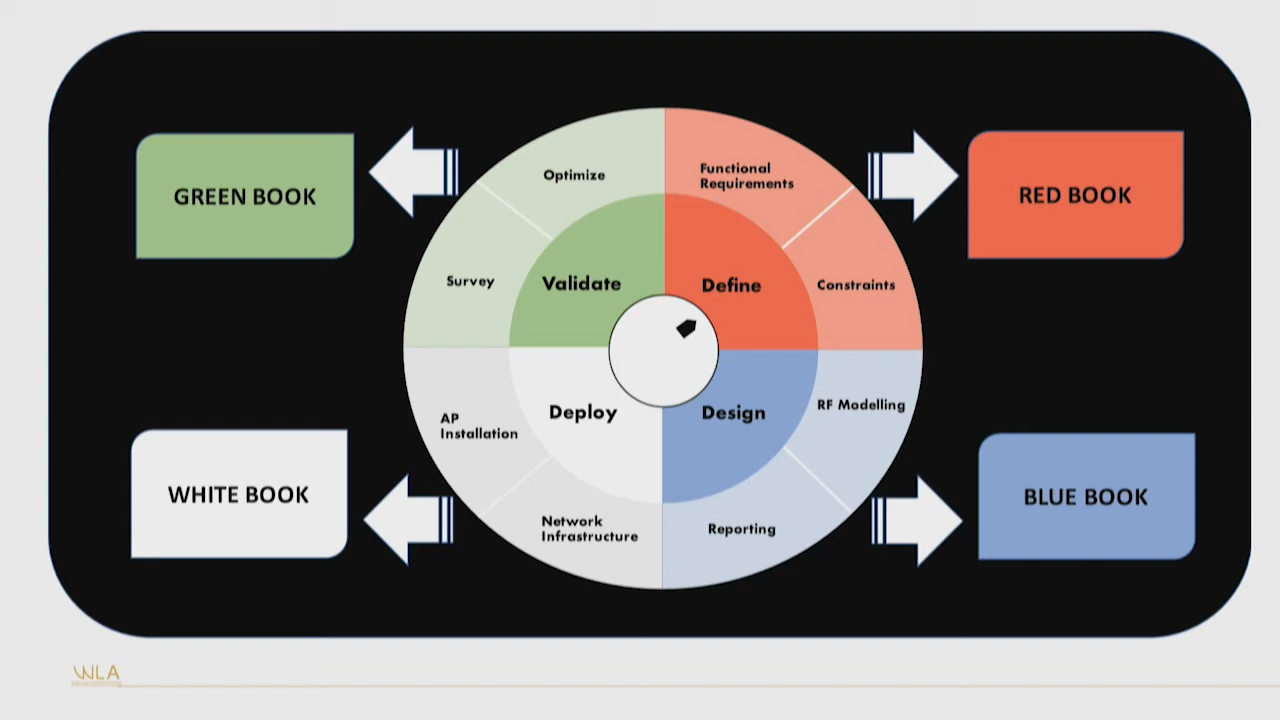 GREEN BOOK
RED BOOK
Optimize
Functional
Requirements
Survey
Validate
Define
Constraints
AP
Installation
Deploy
Design
RF Modelling
Network
Infrastructure
Reporting
WHITE BOOK
BLUE BOOK
WLA